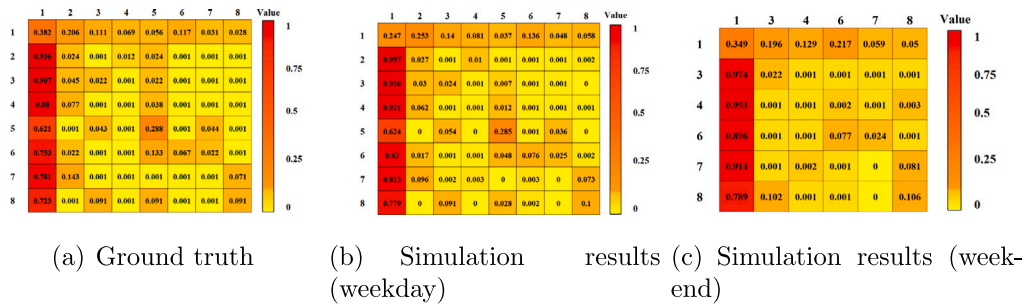 1 2 3 4 5 6 7 8 Value
1 0.382 0.206 0.111 0.069 0.056 0.117 0.031 0.028 1
2 0.936 0.024 0.001 0.012 0.024 0.001 0.001 0.001
3 0.907 0.045 0.022 0.001 0.022 0.001 0.001 0.001 0.75
4 0.88 0.077 0.001 0.001 0.038 0.001 0.001 0.001
5 0.621 0.001 0.043 0.001 0.288 0.001 0.044 0.001 0.5
6 0.753 0.022 0.001 0.001 0.133 0.067 0.022 0.001 0.25
7 0.781 0.143 0.001 0.001 0.001 0.001 0.001 0.071
8 0.723 0.001 0.091 0.001 0.091 0.001 0.001 0.091 0
(a) Ground truth
1 2 3 4 5 6 7 8 Value
1 0.247 0.253 0.14 0.081 0.037 0.136 0.048 0.058 1
2 0.957 0.027 0.001 0.01 0.001 0.001 0.001 0.002
3 0.936 0.03 0.024 0.001 0.007 0.001 0.001 0 0.75
4 0.921 0.062 0.001 0.001 0.012 0.001 0.001 0.001
5 0.624 0 0.054 0 0.285 0.001 0.036 0 0.5
6 0.83 0.017 0.001 0.001 0.048 0.076 0.025 0.002 0.25
7 0.823 0.096 0.002 0.003 0 0.003 0 0.073
8 0.779 0 0.091 0 0.028 0.002 0 0.1 0
(b) Simulation results
(weekday)
1 3 4 6 7 8 Value
1 0.349 0.196 0.129 0.217 0.059 0.05 1
3 0.974 0.022 0.001 0.001 0.001 0.001 0.75
4 0.993 0.001 0.001 0.002 0.001 0.003 0.5
6 0.896 0.001 0.001 0.077 0.024 0.001
7 0.914 0.001 0.002 0.001 0 0.081 0.25
8 0.789 0.102 0.001 0.001 0 0.106 0
(c) Simulation results (week-
end)